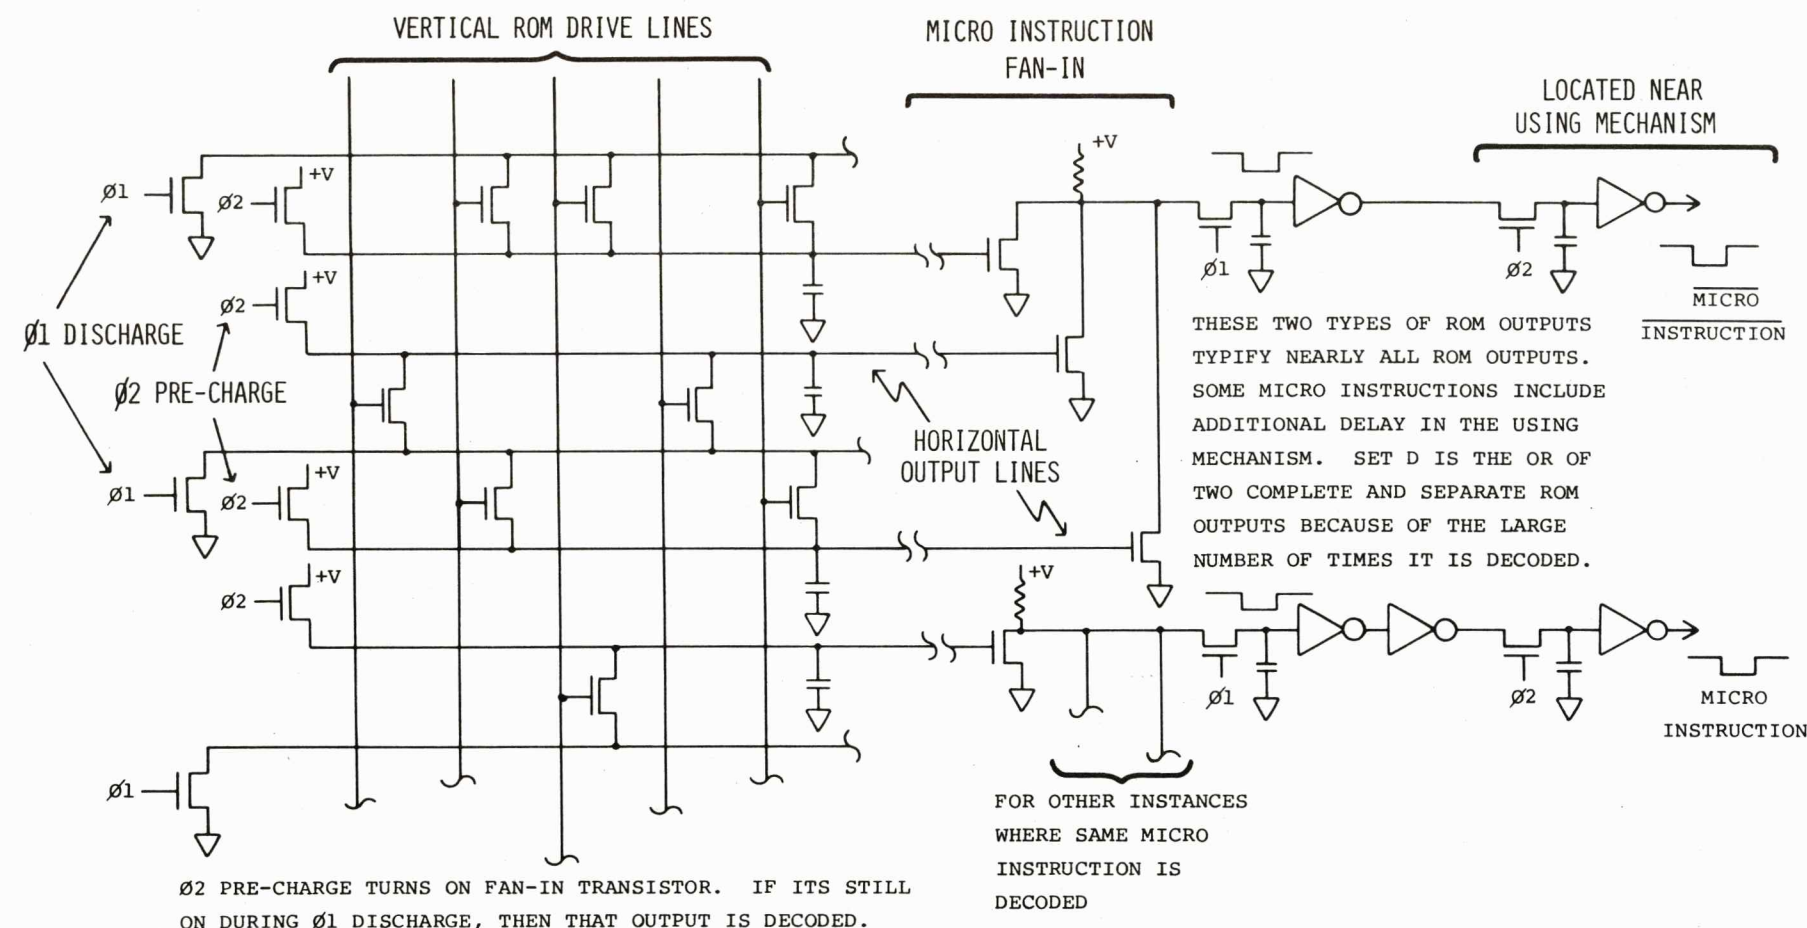 VERTICAL ROM DRIVE LINES
MICRO INSTRUCTION
FAN-IN
LOCATED NEAR
USING MECHANISM
+V
+V
Ø1
Ø2
Ø1
Ø2
+V
Ø2
MICRO
INSTRUCTION
Ø1 DISCHARGE
Ø2 PRE-CHARGE
THESE TWO TYPES OF ROM OUTPUTS
TYPIFY NEARLY ALL ROM OUTPUTS.
SOME MICRO INSTRUCTIONS INCLUDE
ADDITIONAL DELAY IN THE USING
MECHANISM. SET D IS THE OR OF
TWO COMPLETE AND SEPARATE ROM
OUTPUTS BECAUSE OF THE LARGE
NUMBER OF TIMES IT IS DECODED.
HORIZONTAL
OUTPUT LINES
+V
Ø1
Ø2
+V
Ø2
+V
Ø1
Ø2
MICRO
INSTRUCTION
Ø1
FOR OTHER INSTANCES
WHERE SAME MICRO
INSTRUCTION IS
DECODED
Ø2 PRE-CHARGE TURNS ON FAN-IN TRANSISTOR. IF ITS STILL
ON DURING Ø1 DISCHARGE, THEN THAT OUTPUT IS DECODED.